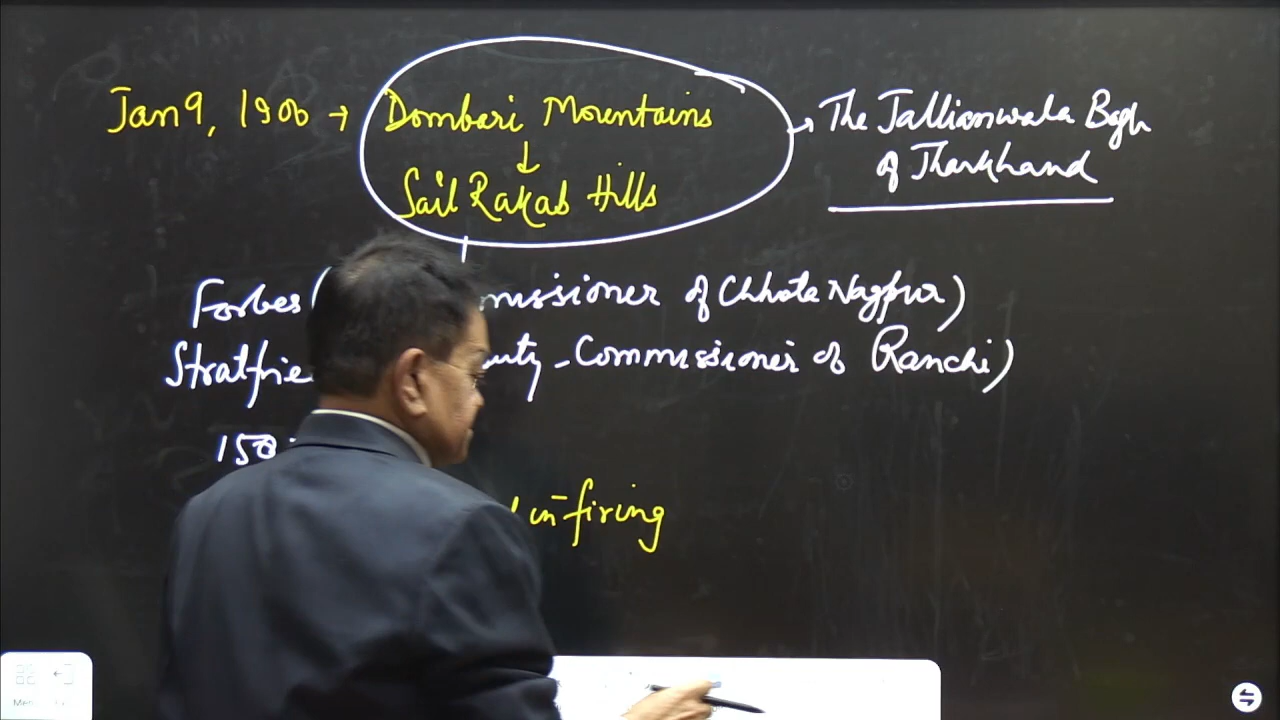 Jan 9, 1900 → Dombari Mountains → The Jallianwala Bagh
of Jharkhand
↓
Sail Rakab Hills
Forbes ( missioner of Chhota Nagpur)
Stratfie uty-Commissioner of Ranchi)
150
in firing